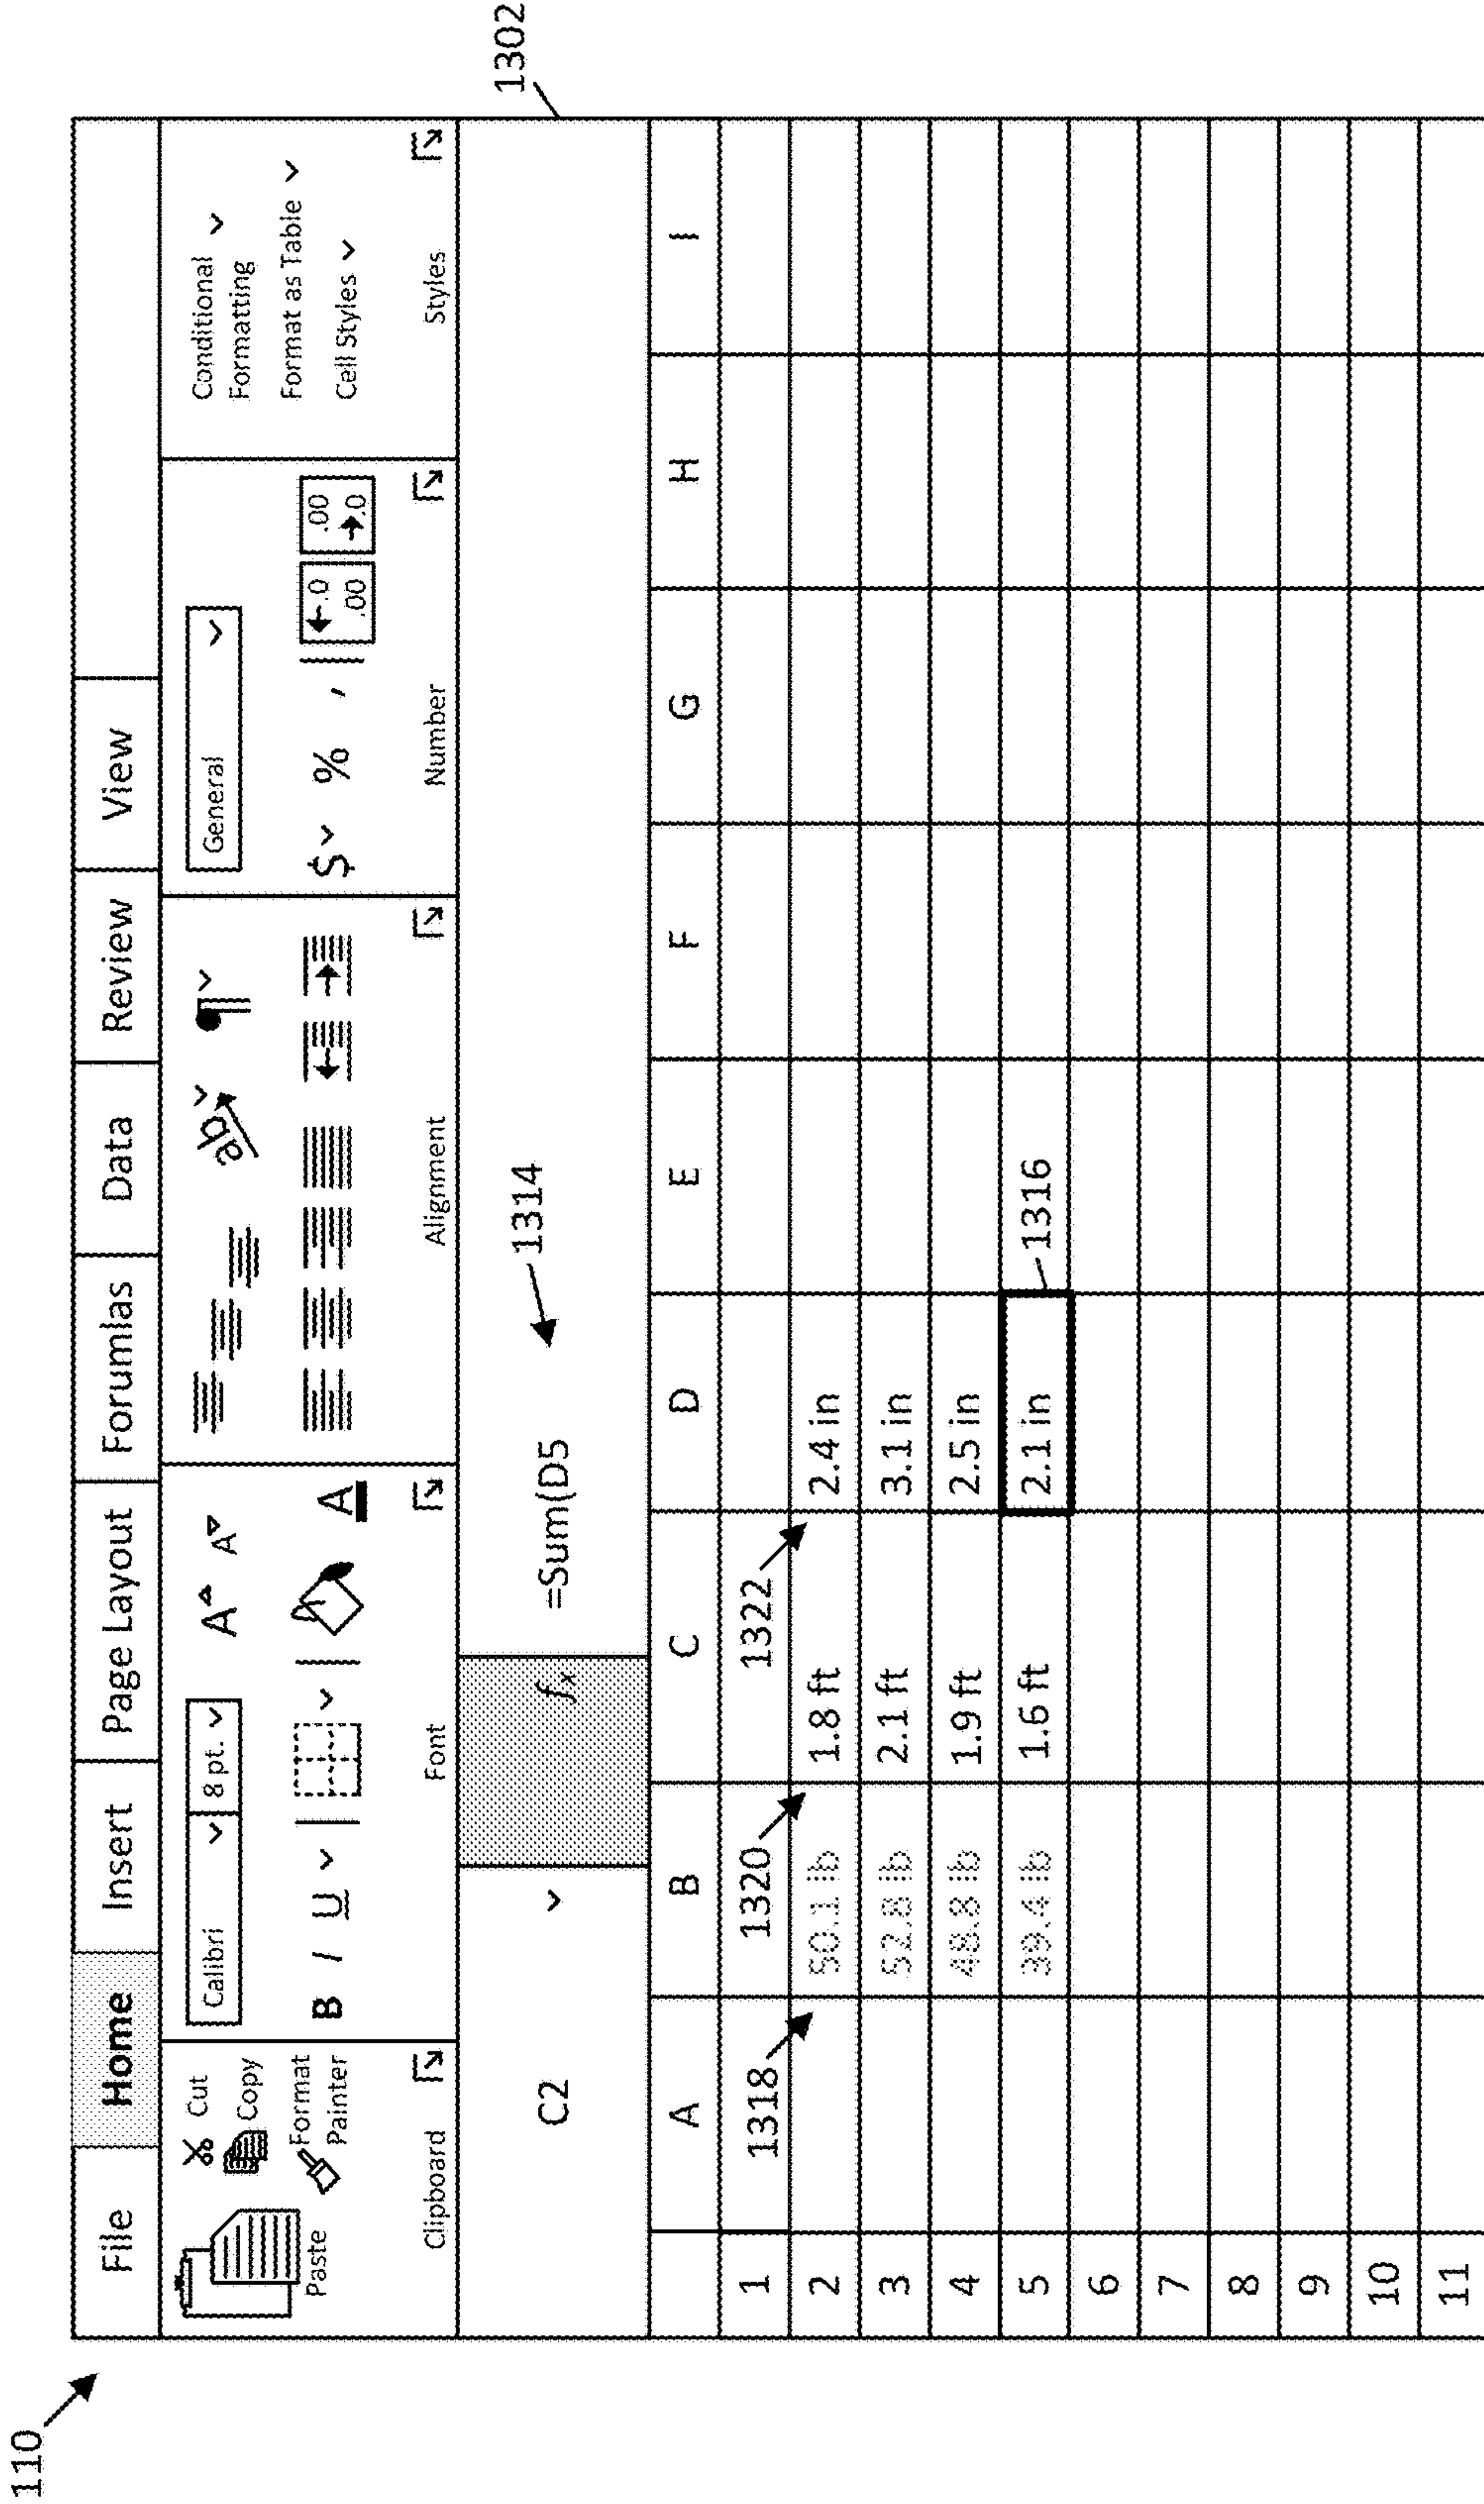 110
File Home Insert Page Layout Forumlas Data Review View
Paste
Cut
Copy
Format
Painter
Clipboard
Calibri 8 pt. A A
B I U A
Font
ab
Alignment
General
$ % , .0 .00 .00 .0
Number
Conditional
Formatting
Format as Table
Cell Styles
Styles
1302
C2 fx =Sum(D5 1314
A B C D E F G H I
1 1318 1320 1322
2 50.1 lb 1.8 ft 2.4 in
3 52.8 lb 2.1 ft 3.1 in
4 48.8 lb 1.9 ft 2.5 in
5 39.4 lb 1.6 ft 2.1 in 1316
6
7
8
9
10
11